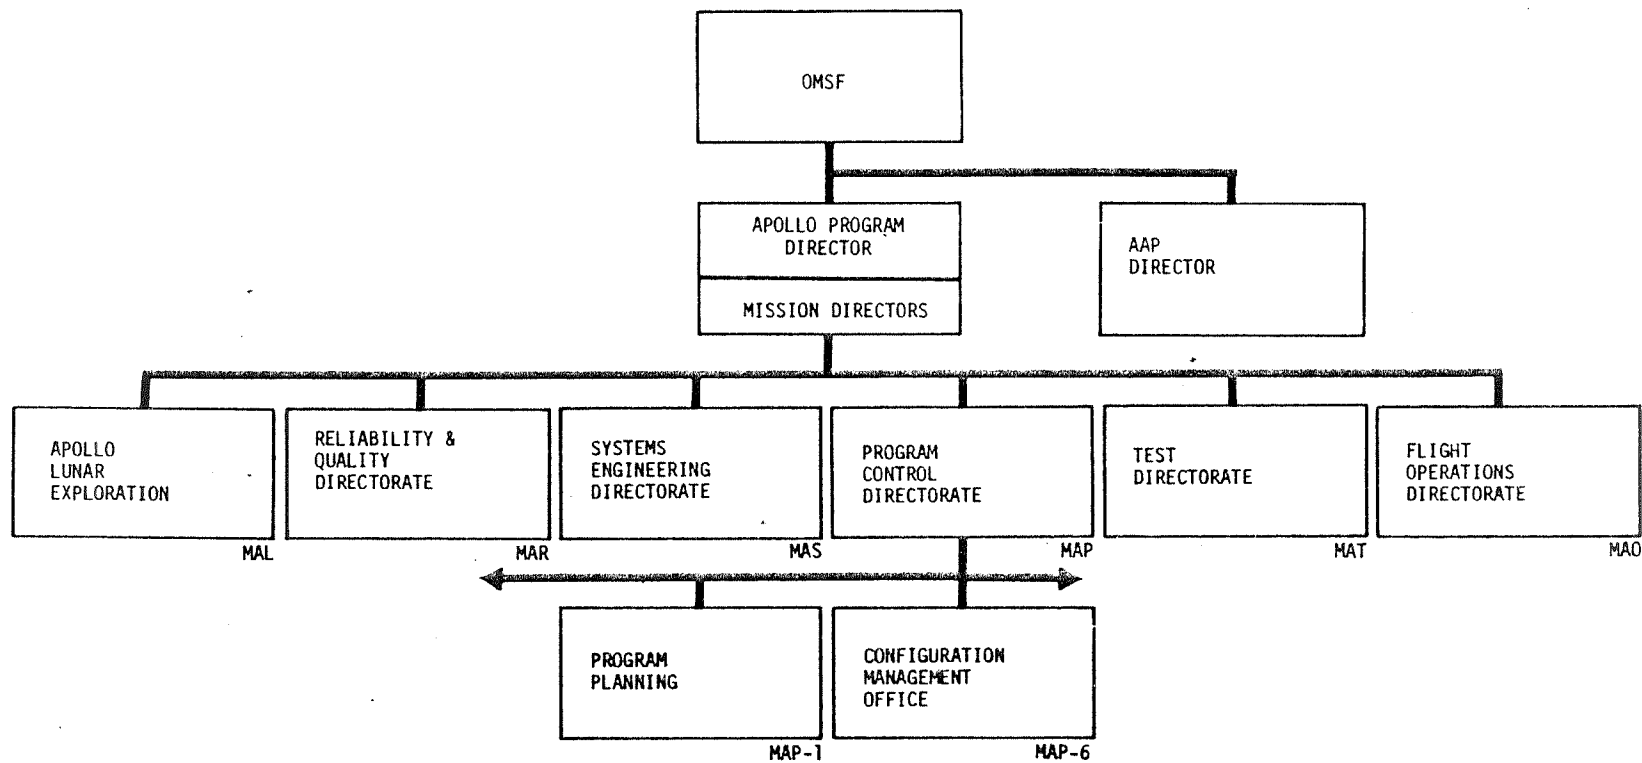 OMSF
APOLLO PROGRAM
DIRECTOR
MISSION DIRECTORS
AAP
DIRECTOR
APOLLO
LUNAR
EXPLORATION
MAL
RELIABILITY &
QUALITY
DIRECTORATE
MAR
SYSTEMS
ENGINEERING
DIRECTORATE
MAS
PROGRAM
CONTROL
DIRECTORATE
MAP
TEST
DIRECTORATE
MAT
FLIGHT
OPERATIONS
DIRECTORATE
MAO
PROGRAM
PLANNING
MAP-1
CONFIGURATION
MANAGEMENT
OFFICE
MAP-6